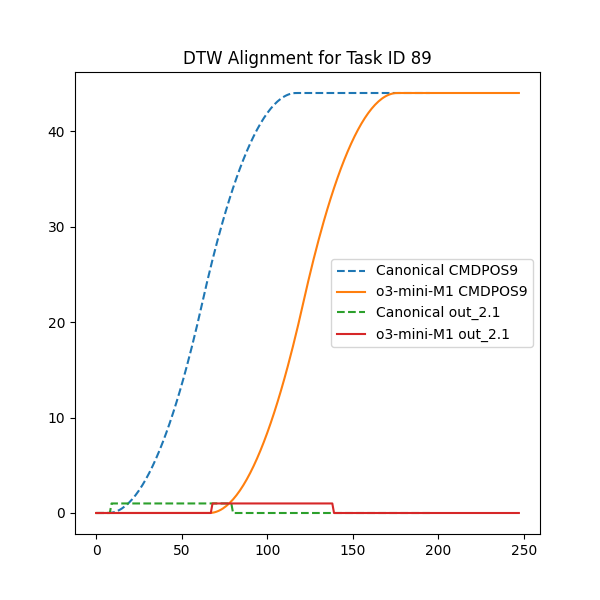 DTW Alignment for Task ID 89
40
30
20
10
0
Canonical CMDPOS9
o3-mini-M1 CMDPOS9
Canonical out_2.1
o3-mini-M1 out_2.1
0 50 100 150 200 250